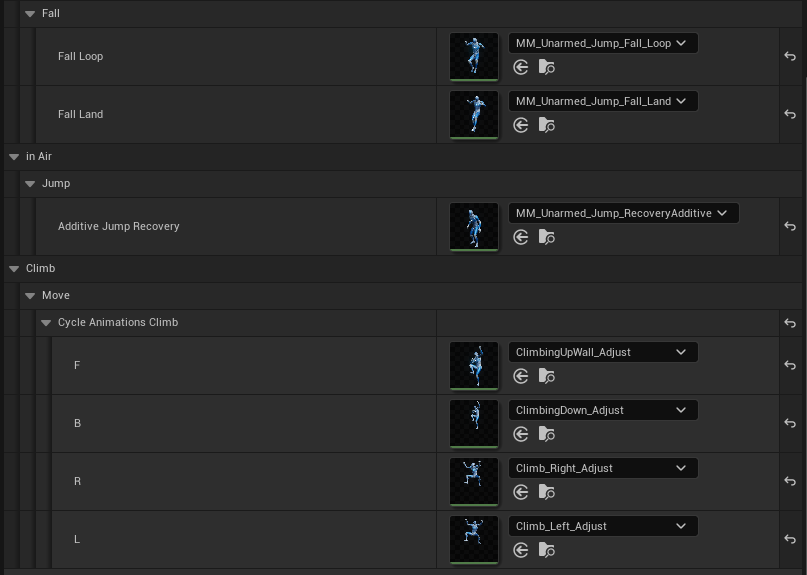 Fall
Fall Loop
MM_Unarmed_Jump_Fall_Loop
Fall Land
MM_Unarmed_Jump_Fall_Land
in Air
Jump
Additive Jump Recovery
MM_Unarmed_Jump_RecoveryAdditive
Climb
Move
Cycle Animations Climb
F
ClimbingUpWall_Adjust
B
ClimbingDown_Adjust
R
Climb_Right_Adjust
L
Climb_Left_Adjust